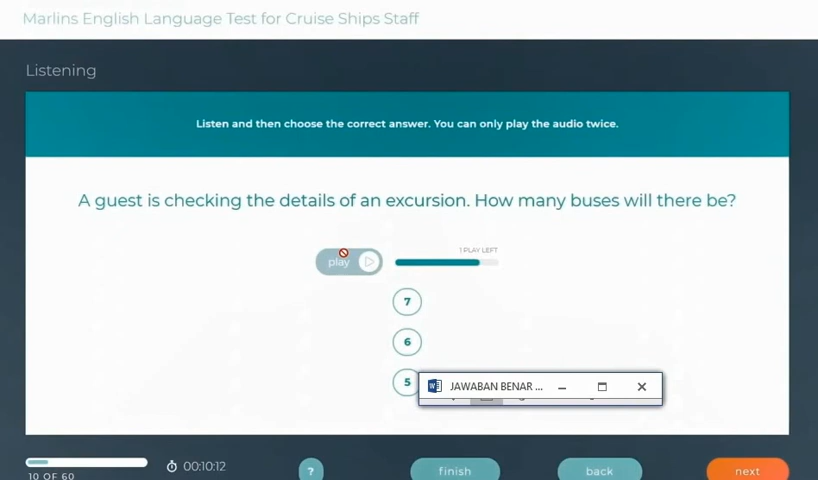 Marlins English Language Test for Cruise Ships Staff
Listening
Listen and then choose the correct answer. You can only play the audio twice.
A guest is checking the details of an excursion. How many buses will there be?
1 PLAY LEFT
play
7
6
5
JAWABAN BENAR ...
10 OF 60
00:10:12
?
finish
back
next